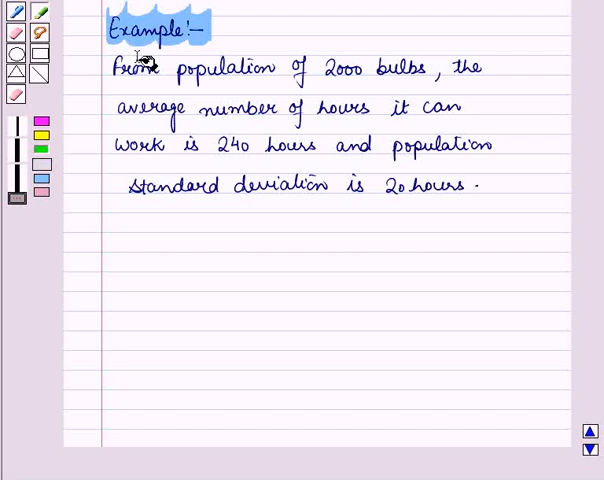 Example :-
From population of 2000 bulbs, the
average number of hours it can
work is 240 hours and population
standard deviation is 20 hours.